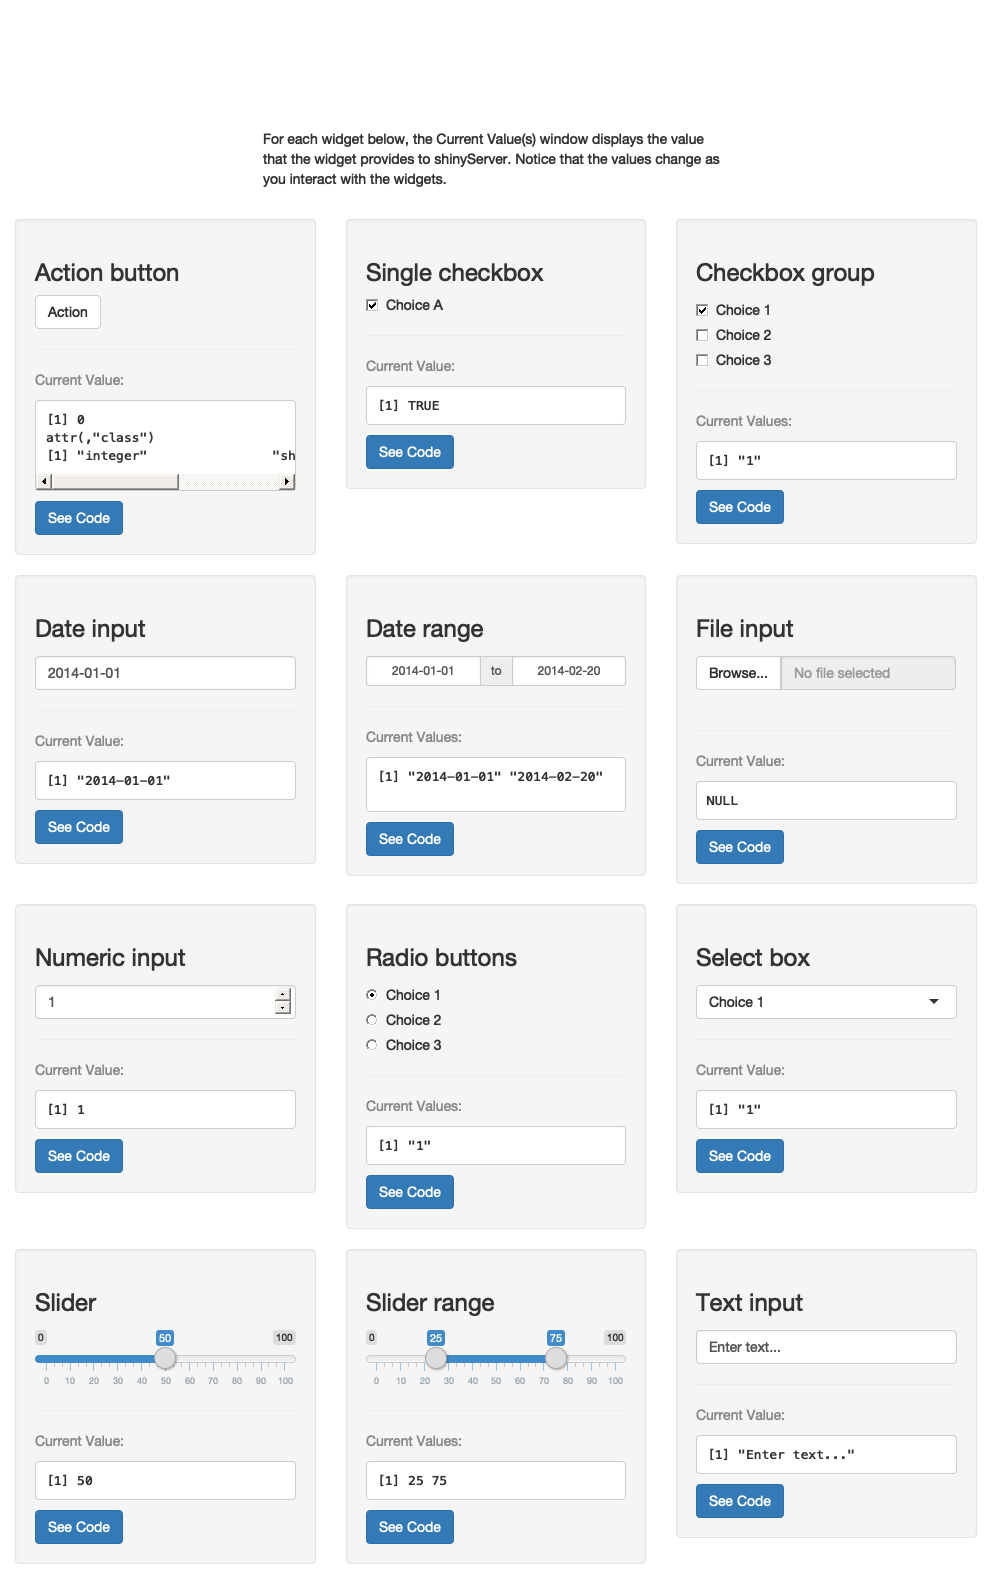 For each widget below, the Current Value(s) window displays the value
that the widget provides to shinyServer. Notice that the values change as
you interact with the widgets.
Action button
Action
Current Value:
[1] 0
attr(,"class")
[1] "integer" "sh
See Code
Single checkbox
Choice A
Current Value:
[1] TRUE
See Code
Checkbox group
Choice 1
Choice 2
Choice 3
Current Values:
[1] "1"
See Code
Date input
2014-01-01
Current Value:
[1] "2014-01-01"
See Code
Date range
2014-01-01 to 2014-02-20
Current Values:
[1] "2014-01-01" "2014-02-20"
See Code
File input
Browse... No file selected
Current Value:
NULL
See Code
Numeric input
1
Current Value:
[1] 1
See Code
Radio buttons
Choice 1
Choice 2
Choice 3
Current Values:
[1] "1"
See Code
Select box
Choice 1
Current Value:
[1] "1"
See Code
Slider
0 50 100
0 10 20 30 40 50 60 70 80 90 100
Current Value:
[1] 50
See Code
Slider range
0 25 75 100
0 10 20 30 40 50 60 70 80 90 100
Current Values:
[1] 25 75
See Code
Text input
Enter text...
Current Value:
[1] "Enter text..."
See Code